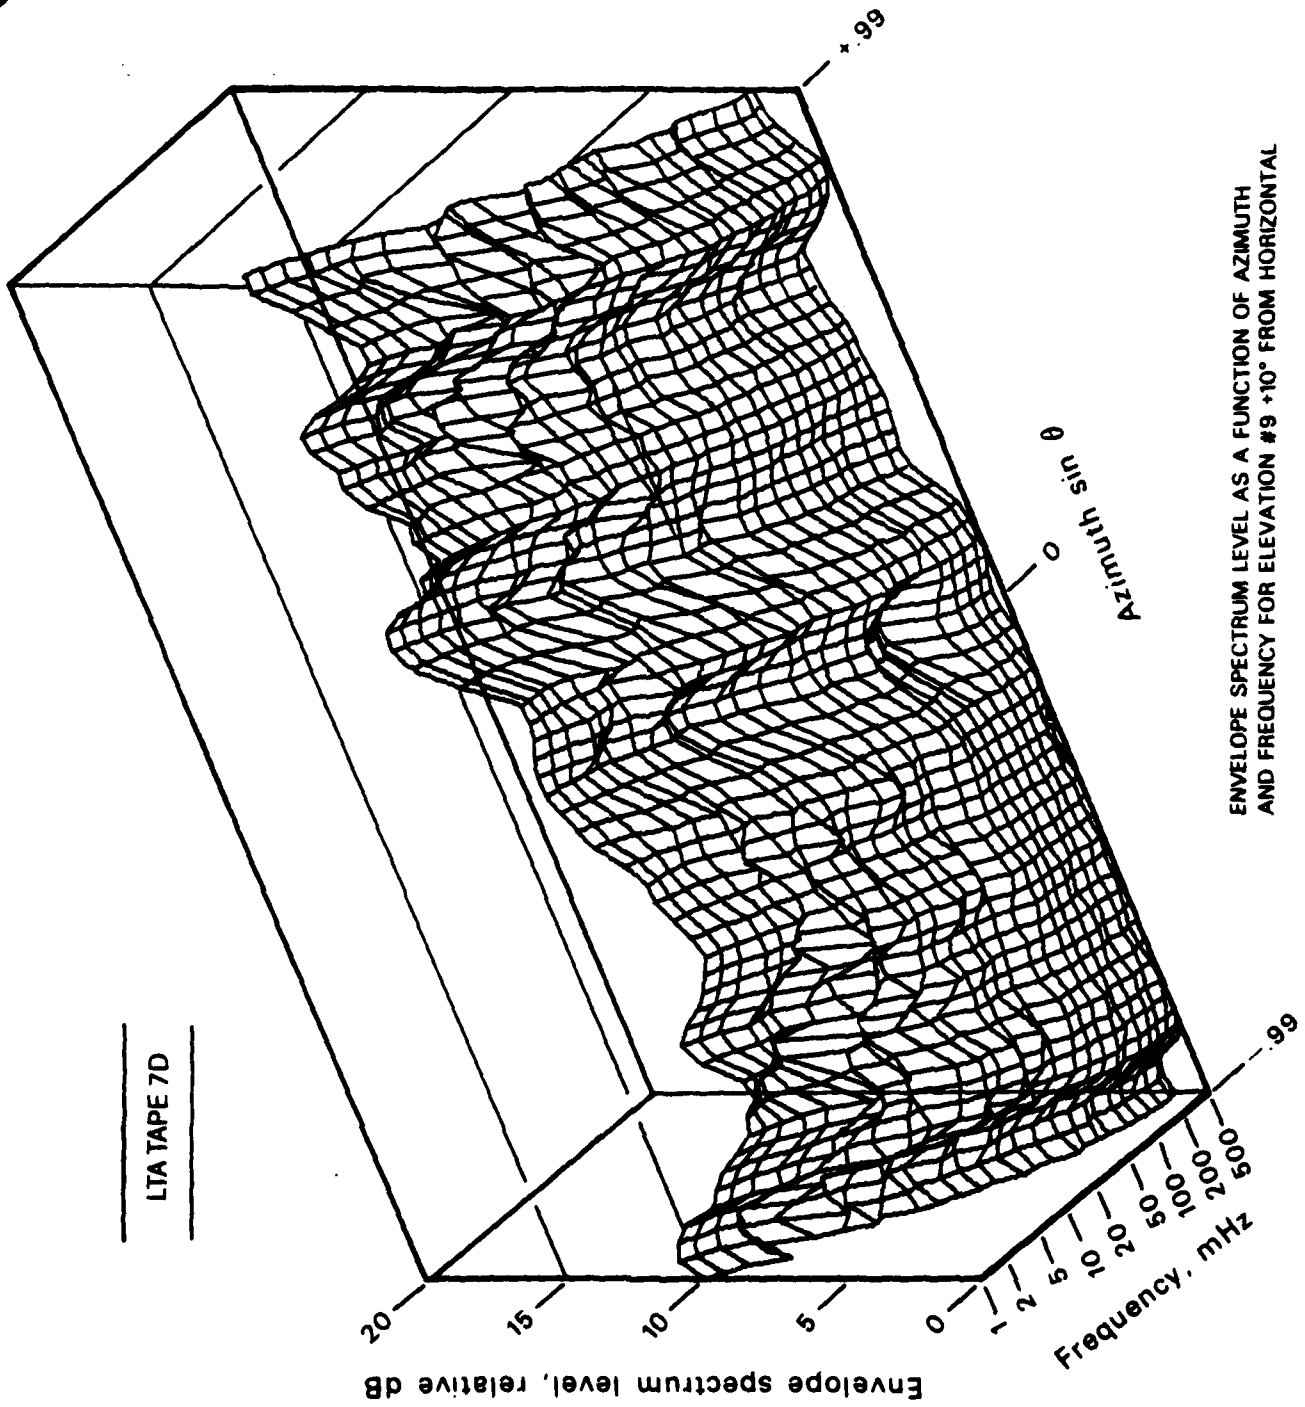 LTA TAPE 7D
Envelope spectrum level, relative dB
20
15
10
5
0
1
2
5
10
20
50
100
200
500
Frequency, mHz
-.99
0
+.99
Azimuth sin θ
ENVELOPE SPECTRUM LEVEL AS A FUNCTION OF AZIMUTH
AND FREQUENCY FOR ELEVATION #9 +10° FROM HORIZONTAL